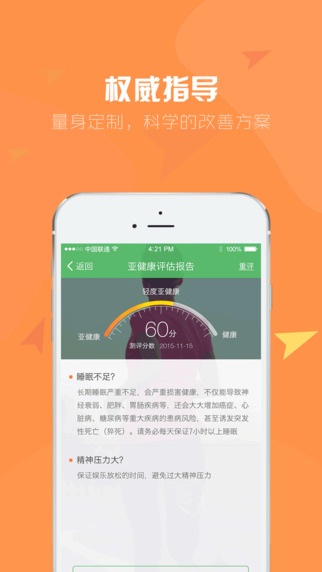 权威指导
量身定制，科学的改善方案
中国联通
4:21 PM
100%
返回
亚健康评估报告
重评
轻度亚健康
60分
亚健康
健康
测评分数 2015-11-15
睡眠不足?
长期睡眠严重不足，会严重损害健康，不仅能导致神
经衰弱、肥胖、胃肠疾病等，还会大大增加癌症、心
脏病、糖尿病等重大疾病的患病风险，甚至诱发突发
性死亡（猝死）。请务必每天保证7小时以上睡眠
精神压力大?
保证娱乐放松的时间，避免过大精神压力